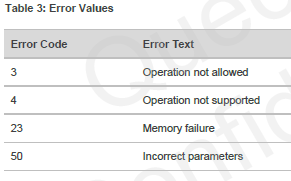 Table 3: Error Values
Error Code Error Text
3 Operation not allowed
4 Operation not supported
23 Memory failure
50 Incorrect parameters